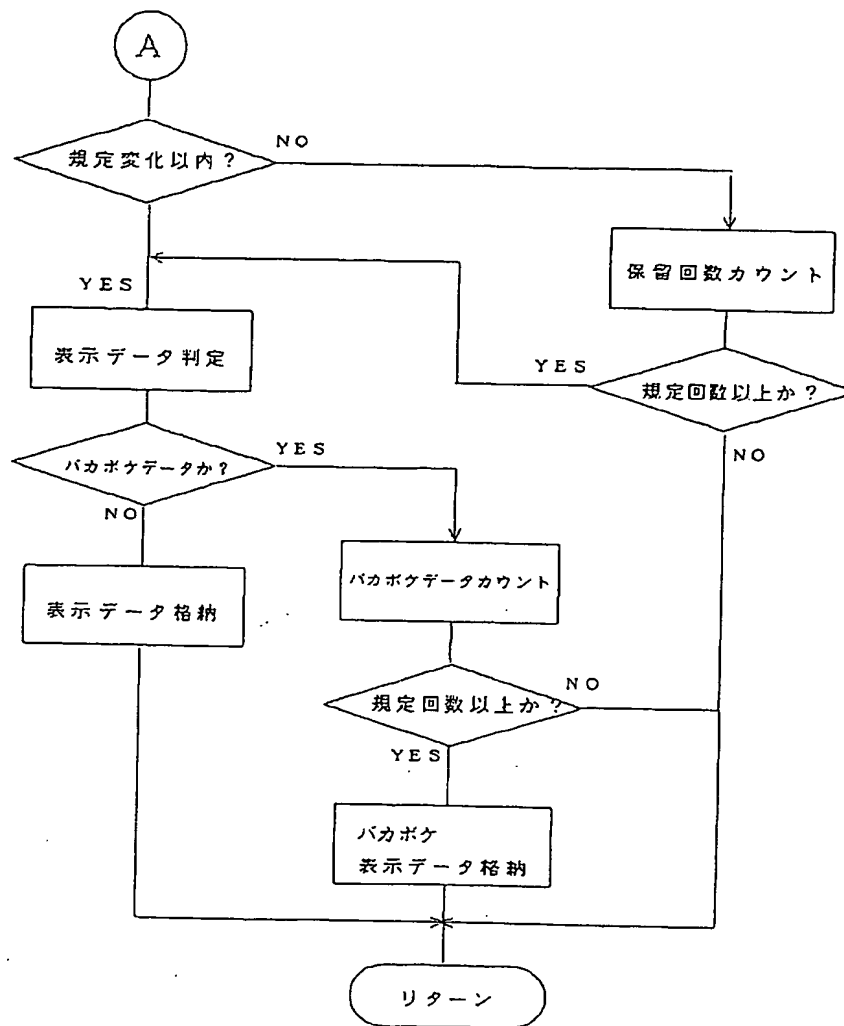 A
規定変化以内?
NO
保留回数カウント
YES
表示データ判定
YES
規定回数以上か?
NO
バカボケデータか?
YES
NO
バカボケデータカウント
表示データ格納
規定回数以上か?
NO
YES
バカボケ
表示データ格納
リターン